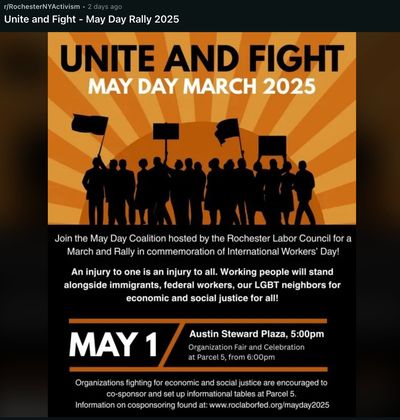 r/RochesterNYActivism • 2 days ago
Unite and Fight - May Day Rally 2025
UNITE AND FIGHT
MAY DAY MARCH 2025
Join the May Day Coalition hosted by the Rochester Labor Council for a
March and Rally in commemoration of International Workers' Day!
An injury to one is an injury to all. Working people will stand
alongside immigrants, federal workers, our LGBT neighbors for
economic and social justice for all!
MAY 1
Austin Steward Plaza, 5:00pm
Organization Fair and Celebration
at Parcel 5, from 6:00pm
Organizations fighting for economic and social justice are encouraged to
co-sponsor and set up informational tables at Parcel 5.
Information on cosponsoring found at: www.roclaborfed.org/mayday2025